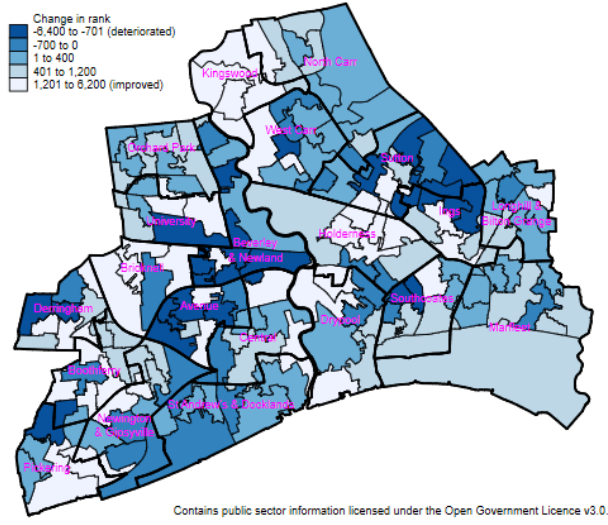 Change in rank
-6,400 to -701 (deteriorated)
-700 to 0
1 to 400
401 to 1,200
1,201 to 6,200 (improved)
North Carr
Kingswood
West Carr
Orchard Park
Sutton
Ings
Longhill &
Bilton Grange
University
Holderness
Beverley
& Newland
Bricknell
Derringham
Avenue
Southcoates
Drypool
Marfleet
Central
Boothferry
St Andrew's & Docklands
Newington
& Gipsyville
Pickering
Contains public sector information licensed under the Open Government Licence v3.0.